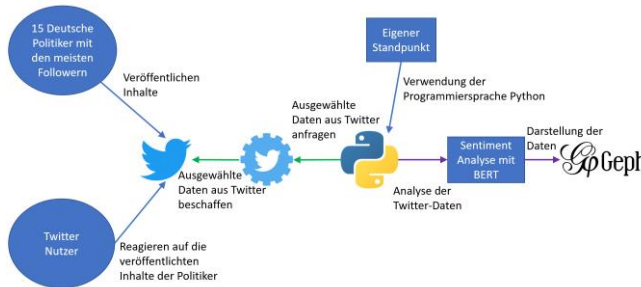 15 Deutsche
Politiker mit
den meisten
Followern
Veröffentlichen
Inhalte
Eigener
Standpunkt
Verwendung der
Programmiersprache Python
Ausgewählte
Daten aus Twitter
anfragen
Ausgewählte
Daten aus Twitter
beschaffen
Analyse der
Twitter-Daten
Sentiment
Analyse mit
BERT
Darstellung der
Daten
Geph
Twitter
Nutzer
Reagieren auf die
veröffentlichten
Inhalte der Politiker